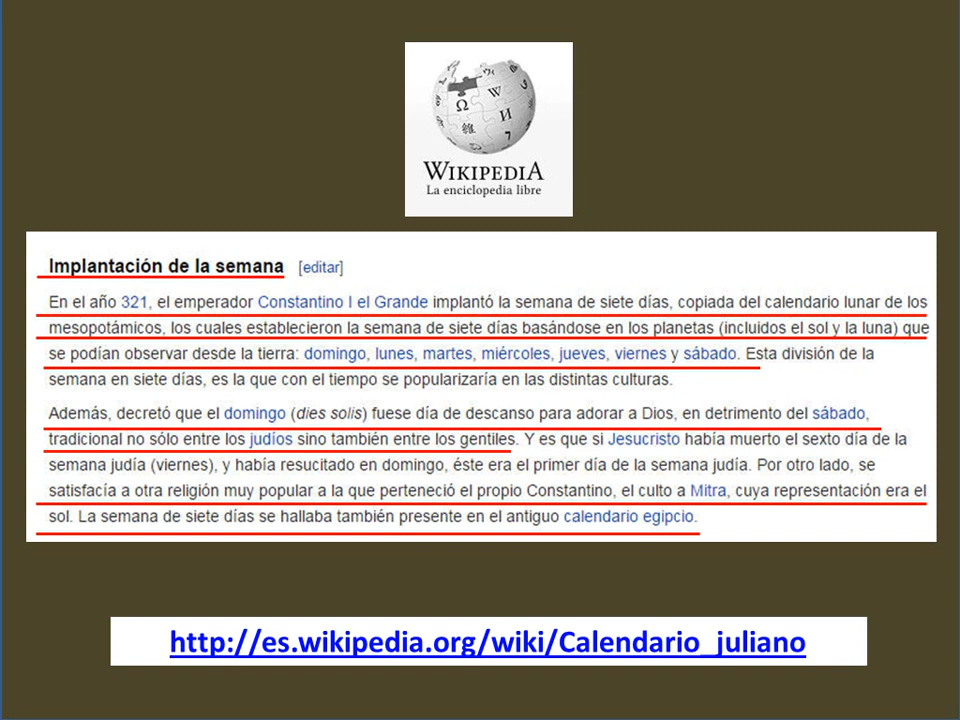 Ω W И
維 7
WIKIPEDIA
La enciclopedia libre
Implantación de la semana [editar]
En el año 321, el emperador Constantino I el Grande implantó la semana de siete días, copiada del calendario lunar de los
mesopotámicos, los cuales establecieron la semana de siete días basándose en los planetas (incluidos el sol y la luna) que
se podían observar desde la tierra: domingo, lunes, martes, miércoles, jueves, viernes y sábado. Esta división de la
semana en siete días, es la que con el tiempo se popularizaría en las distintas culturas.
Además, decretó que el domingo (dies solis) fuese día de descanso para adorar a Dios, en detrimento del sábado,
tradicional no sólo entre los judíos sino también entre los gentiles. Y es que si Jesucristo había muerto el sexto día de la
semana judía (viernes), y había resucitado en domingo, éste era el primer día de la semana judía. Por otro lado, se
satisfacía a otra religión muy popular a la que perteneció el propio Constantino, el culto a Mitra, cuya representación era el
sol. La semana de siete días se hallaba también presente en el antiguo calendario egipcio.
http://es.wikipedia.org/wiki/Calendario_juliano